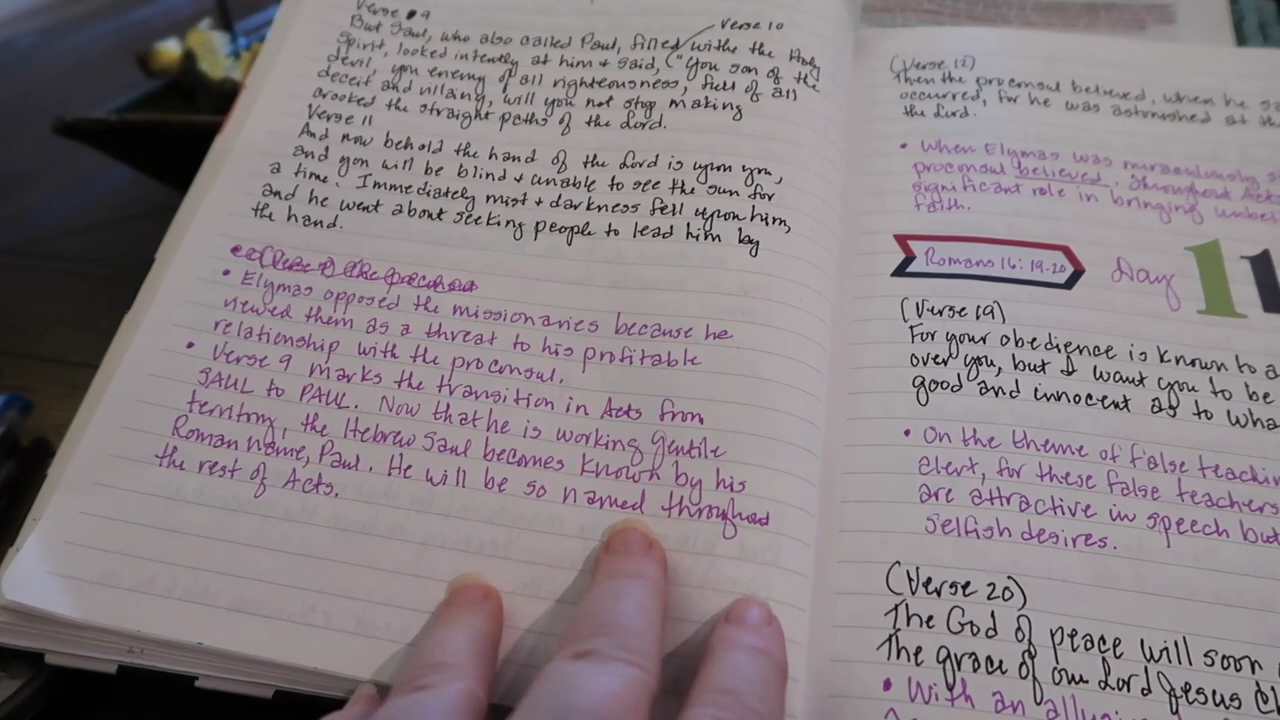 Verse 9
Verse 10
But Saul, who also called Paul, filled withe the Holy
Spirit, looked intently at him + said, ("You son of the
devil, you enemy of all righteousness, full of all
deceit and villainy, will you not stop making
crooked the straight paths of the Lord.
Verse 11
And now behold the hand of the Lord is upon you,
and you will be blind + unable to see the sun for
a time. Immediately mist + darkness fell upon him,
and he went about seeking people to lead him by
the hand.
• Elymas opposed the missionaries because he
viewed them as a threat to his profitable
relationship with the proconsul.
• Verse 9 marks the transition in Acts from
SAUL to PAUL. Now that he is working Gentile
territory, the Hebrew Saul becomes known by his
Roman name, Paul. He will be so named throughout
the rest of Acts.
(Verse 12)
Then the proconsul believed, when he
occurred, for he was astonished at
the Lord.
• When Elymas was miraculously
proconsul believed. Throughout Acts
significant role in bringing
faith.
Romans 16:19-20
Day 11
(Verse 19)
For your obedience is known to a
over you, but I want you to be
good and innocent as to wha
• On the theme of false teachin
alert, for these false teachers
are attractive in speech but
selfish desires.
(Verse 20)
The God of peace will soon
The grace of our Lord Jesus Ch
• With an allusi